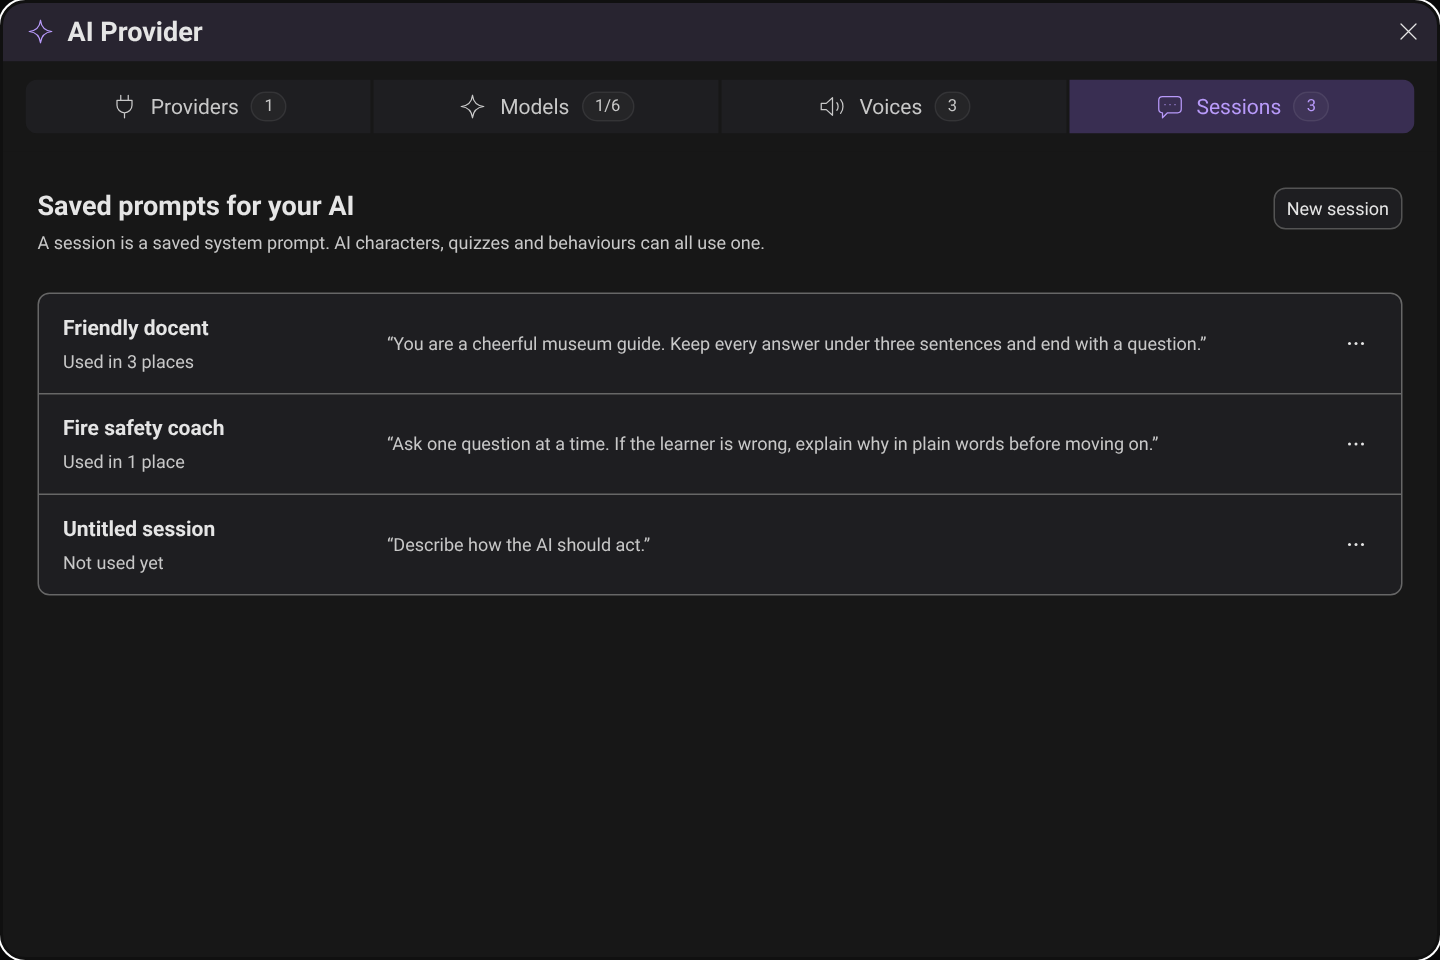 AI Provider
Providers 1
Models 1/6
Voices 3
Sessions 3
Saved prompts for your AI
New session
A session is a saved system prompt. AI characters, quizzes and behaviours can all use one.
Friendly docent
“You are a cheerful museum guide. Keep every answer under three sentences and end with a question.”
Used in 3 places
Fire safety coach
“Ask one question at a time. If the learner is wrong, explain why in plain words before moving on.”
Used in 1 place
Untitled session
“Describe how the AI should act.”
Not used yet